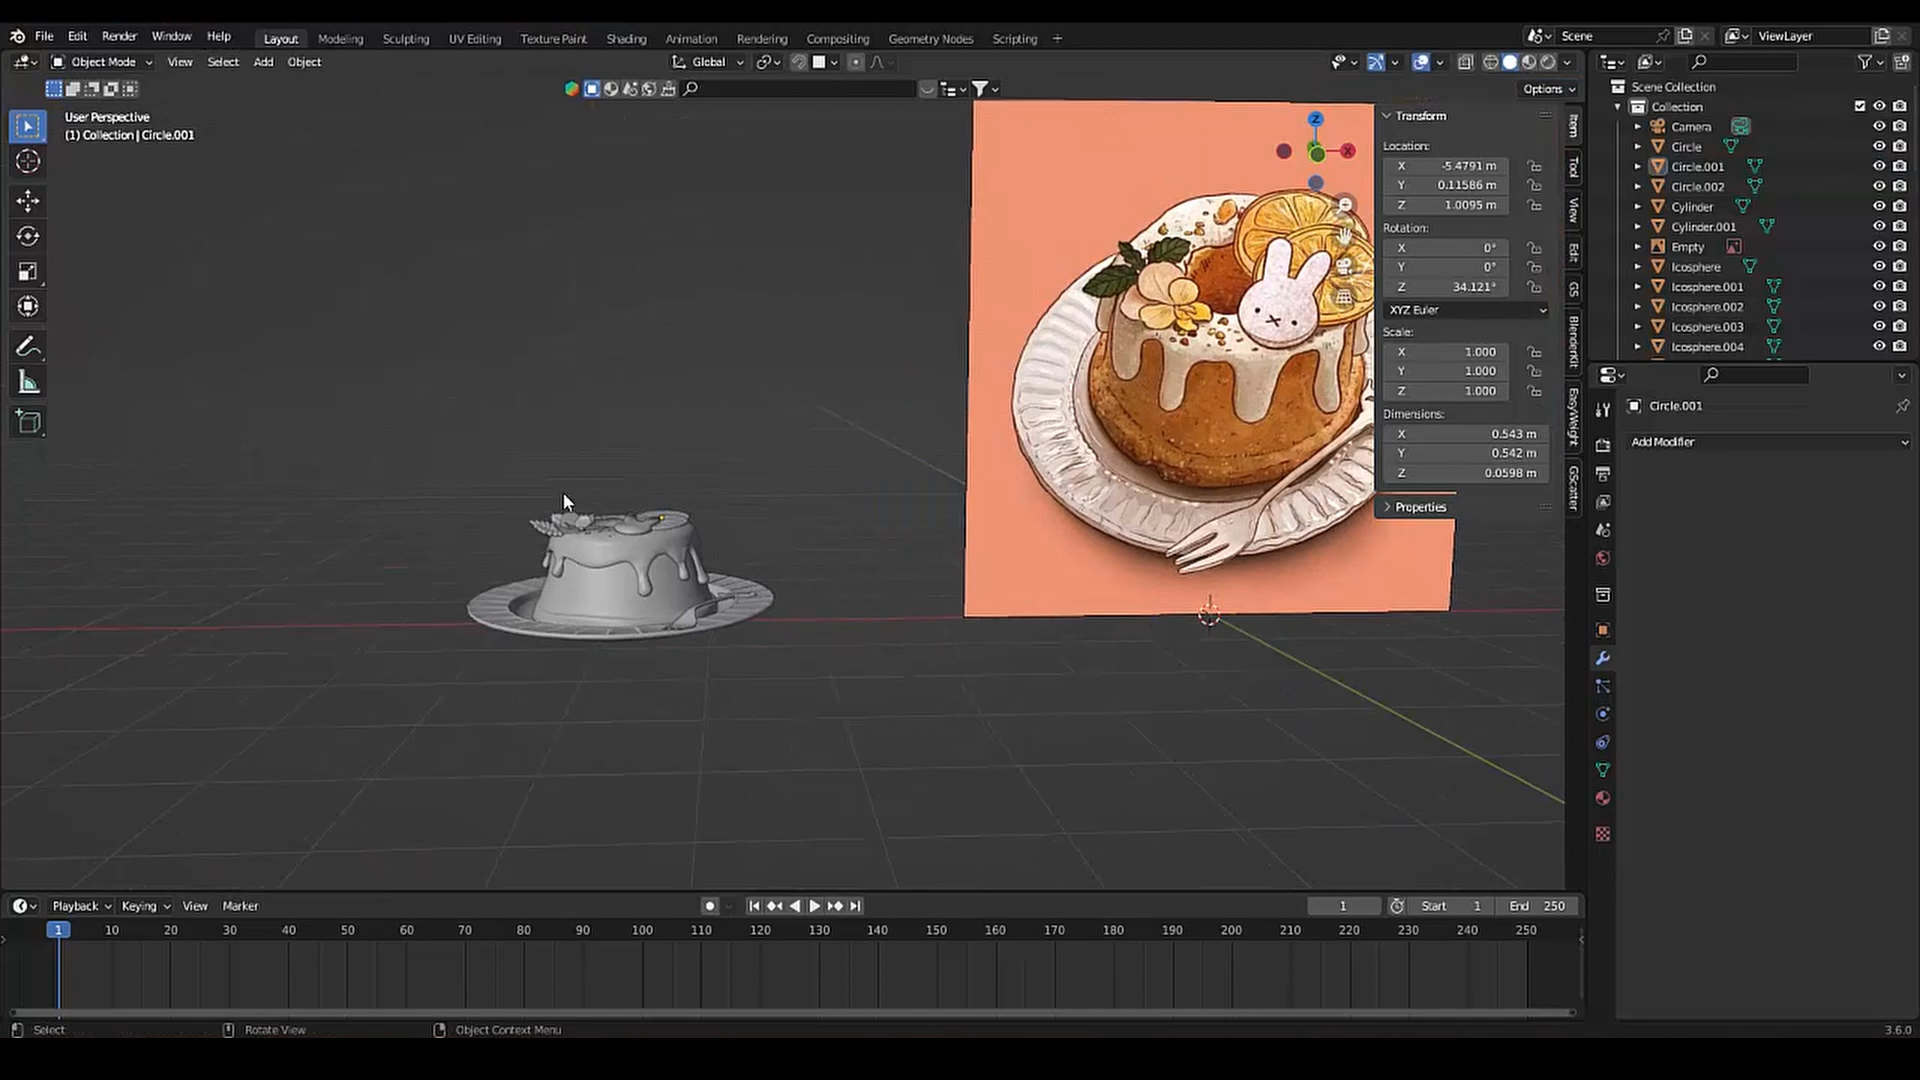 File Edit Render Window Help Layout Modeling Sculpting UV Editing Texture Paint Shading Animation Rendering Compositing Geometry Nodes Scripting + Scene ViewLayer
Object Mode View Select Add Object Global
Options
User Perspective
(1) Collection | Circle.001
Z
X
Transform
Location:
X -5.4791 m
Y 0.11586 m
Z 1.0095 m
Rotation:
X 0°
Y 0°
Z 34.121°
XYZ Euler
Scale:
X 1.000
Y 1.000
Z 1.000
Dimensions:
X 0.543 m
Y 0.542 m
Z 0.0598 m
Properties
Item
Tool
View
Edit
GS
BlenderKit
EasyWeight
GScatter
Scene Collection
Collection
Camera
Circle
Circle.001
Circle.002
Cylinder
Cylinder.001
Empty
Icosphere
Icosphere.001
Icosphere.002
Icosphere.003
Icosphere.004
Circle.001
Add Modifier
Playback Keying View Marker 1 Start 1 End 250
1 10 20 30 40 50 60 70 80 90 100 110 120 130 140 150 160 170 180 190 200 210 220 230 240 250
Select Rotate View Object Context Menu 3.6.0